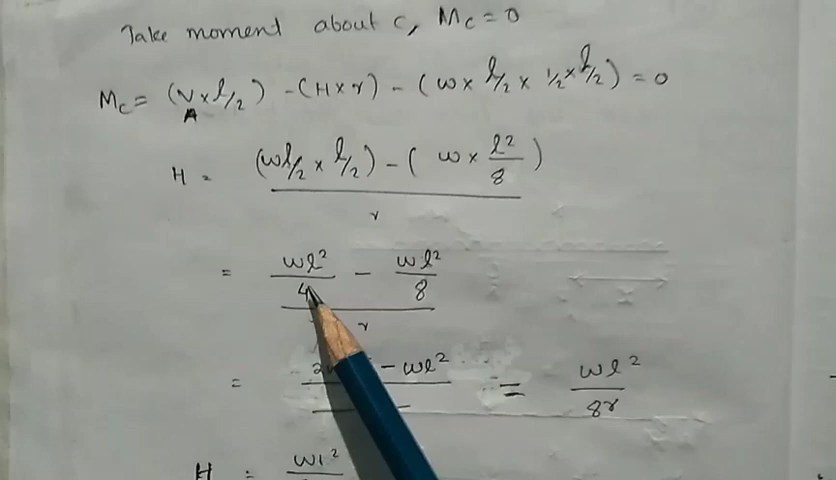 Take moment about c, Mc = 0
Mc = (VA × l/2) - (H × r) - (w × l/2 × 1/2 × l/2) = 0
H = (wl/2 × l/2) - ( w × l²/8 ) / r
= wl²/4 - wl²/8 / r
= - wl² = wl²/8r
H = wl²